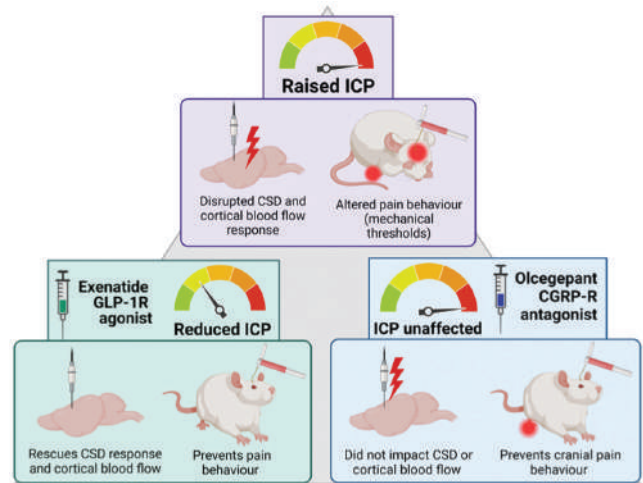 Raised ICP
Disrupted CSD and
cortical blood flow
response
Altered pain behaviour
(mechanical
thresholds)
Exenatide
GLP-1R
agonist
Reduced ICP
Rescues CSD response
and cortical blood flow
Prevents pain
behaviour
ICP unaffected
Olcegepant
CGRP-R
antagonist
Did not impact CSD or
cortical blood flow
Prevents cranial pain
behaviour